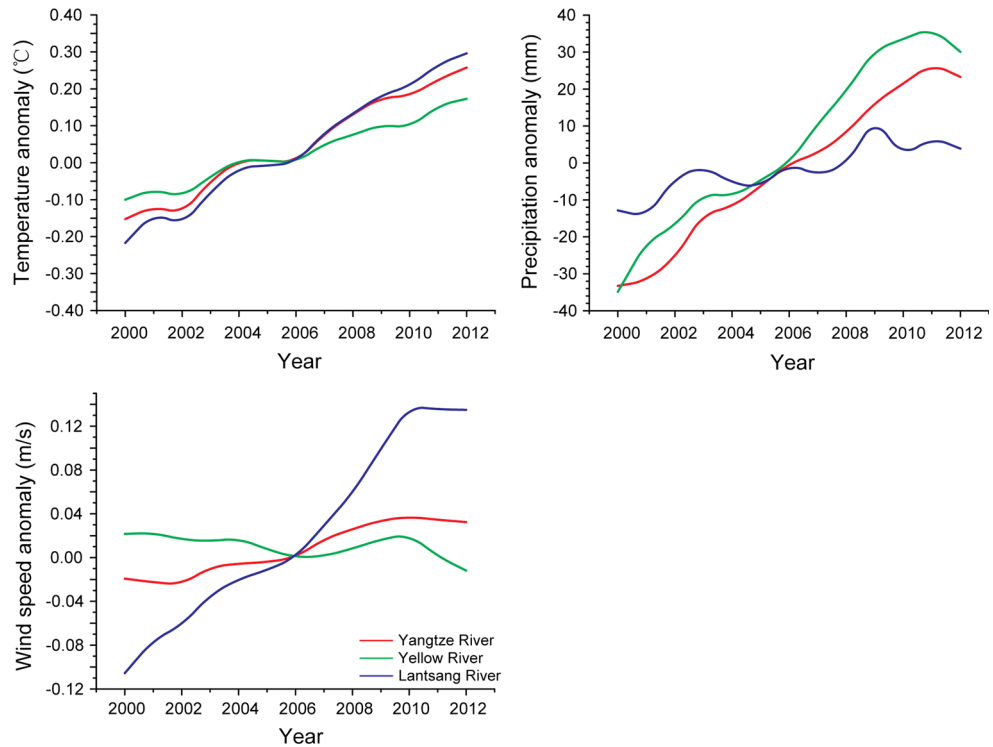 Temperature anomaly (℃)
0.40
0.30
0.20
0.10
0.00
-0.10
-0.20
-0.30
-0.40
2000 2002 2004 2006 2008 2010 2012
Year
Precipitation anomaly (mm)
40
30
20
10
0
-10
-20
-30
-40
2000 2002 2004 2006 2008 2010 2012
Year
Wind speed anomaly (m/s)
0.12
0.08
0.04
0.00
-0.04
-0.08
-0.12
2000 2002 2004 2006 2008 2010 2012
Year
Yangtze River
Yellow River
Lantsang River